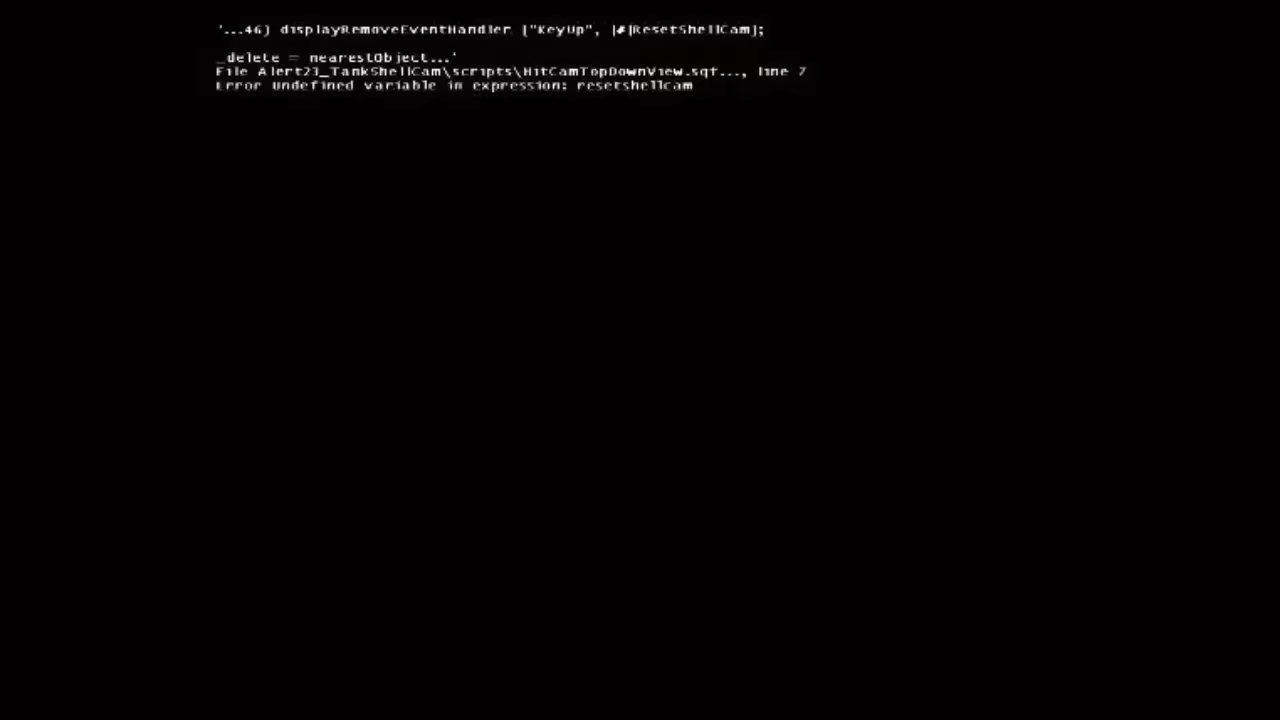 '...46) displayRemoveEventHandler ["KeyUp", |#|ResetShellCam];
_delete = nearestObject...'
File Alert23_TankShellCam\scripts\HitCamTopDownView.sqf..., line 7
Error Undefined variable in expression: resetshellcam